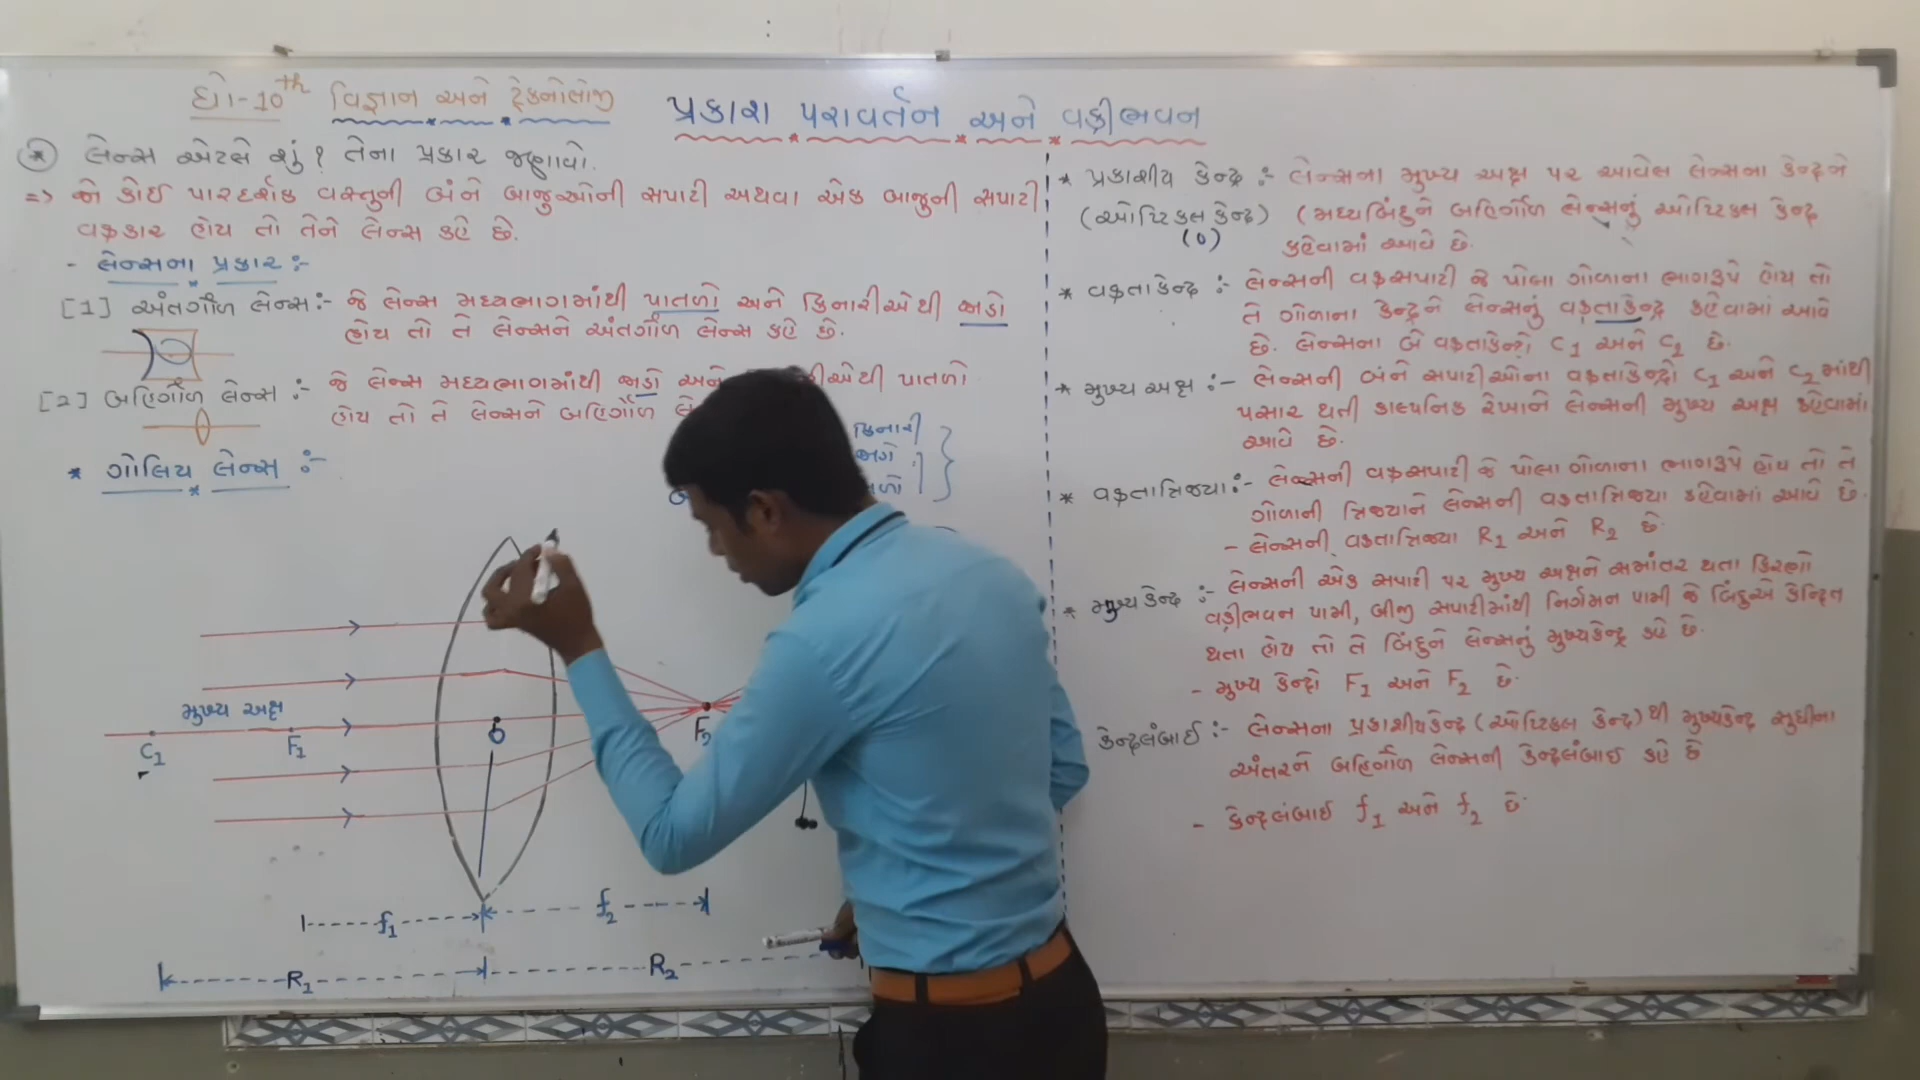 ધો-10th વિજ્ઞાન અને ટેકનોલોજી
પ્રકાશ પરાવર્તન અને વક્રીભવન
* લેન્સ એટલે શું? તેના પ્રકાર જણાવો.
=> જો કોઈ પારદર્શક વસ્તુની બંને બાજુઓની સપાટી અથવા એક બાજુની સપાટી
વક્રકાર હોય તો તેને લેન્સ કહે છે.
- લેન્સના પ્રકાર :-
[1] અંતર્ગોળ લેન્સ:- જે લેન્સ મધ્યભાગમાંથી પાતળો અને કિનારીએથી જાડો
હોય તો તે લેન્સને અંતર્ગોળ લેન્સ કહે છે.
[2] બહિર્ગોળ લેન્સ :- જે લેન્સ મધ્યભાગમાંથી જાડો અને પાતળો
હોય તો તે લેન્સને બહિર્ગોળ
કિનારી
* ગોલિય લેન્સ :-
મુખ્ય અક્ષ
C1 F1 O F2
f1 f2
R1 R2
* પ્રકાશીય કેન્દ્ર :- લેન્સના મુખ્ય અક્ષ પર આવેલ લેન્સના કેન્દ્રને
(ઓપ્ટિકલ કેન્દ્ર) (મધ્યબિંદુને બહિર્ગોળ લેન્સનું ઓપ્ટિકલ કેન્દ્ર
(O) કહેવામાં આવે છે.
* વક્રતાકેન્દ્ર :- લેન્સની વક્રસપાટી જે પોલા ગોળાના ભાગરૂપે હોય તો
તે ગોળાના કેન્દ્રને લેન્સનું વક્રતાકેન્દ્ર કહેવામાં આવે
છે. લેન્સના બે વક્રતાકેન્દ્રો C1 અને C2 છે.
* મુખ્ય અક્ષ :- લેન્સની બંને સપાટીઓના વક્રતાકેન્દ્રો C1 અને C2 માંથી
પસાર થતી કાલ્પનિક રેખાને લેન્સની મુખ્ય અક્ષ કહેવામાં
આવે છે.
* વક્રતાત્રિજ્યા:- લેન્સની વક્રસપાટી જે પોલા ગોળાના ભાગરૂપે હોય તો તે
ગોળાની ત્રિજ્યાને લેન્સની વક્રતાત્રિજ્યા કહેવામાં આવે છે.
- લેન્સની વક્રતાત્રિજ્યા R1 અને R2 છે.
* મુખ્યકેન્દ્ર :- લેન્સની એક સપાટી પર મુખ્ય અક્ષને સમાંતર થતા કિરણો
વક્રીભવન પામી, બીજી સપાટીમાંથી નિર્ગમન પામી જે બિંદુએ કેન્દ્રિત
થતા હોય તો તે બિંદુને લેન્સનું મુખ્યકેન્દ્ર કહે છે.
- મુખ્ય કેન્દ્રો F1 અને F2 છે.
કેન્દ્રલંબાઈ :- લેન્સના પ્રકાશીયકેન્દ્ર (ઓપ્ટિકલ કેન્દ્ર) થી મુખ્યકેન્દ્ર સુધીના
અંતરને બહિર્ગોળ લેન્સની કેન્દ્રલંબાઈ કહે છે
- કેન્દ્રલંબાઈ f1 અને f2 છે.